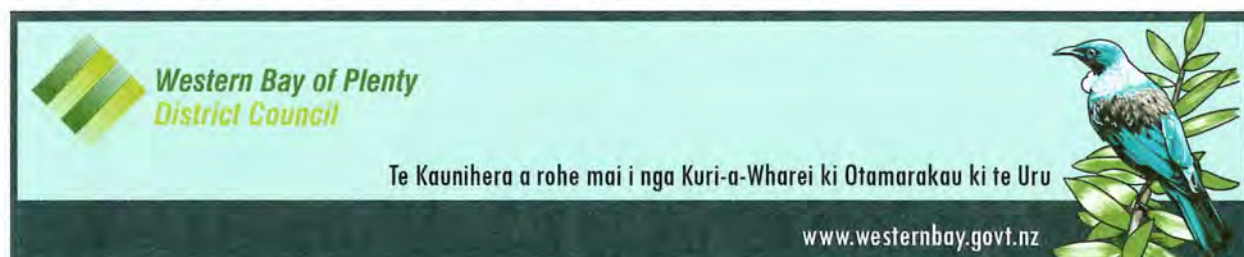 Western Bay of Plenty
District Council
Te Kaunihera a rohe mai i nga Kuri-a-Wharei ki Otamarakau ki te Uru
www.westernbay.govt.nz